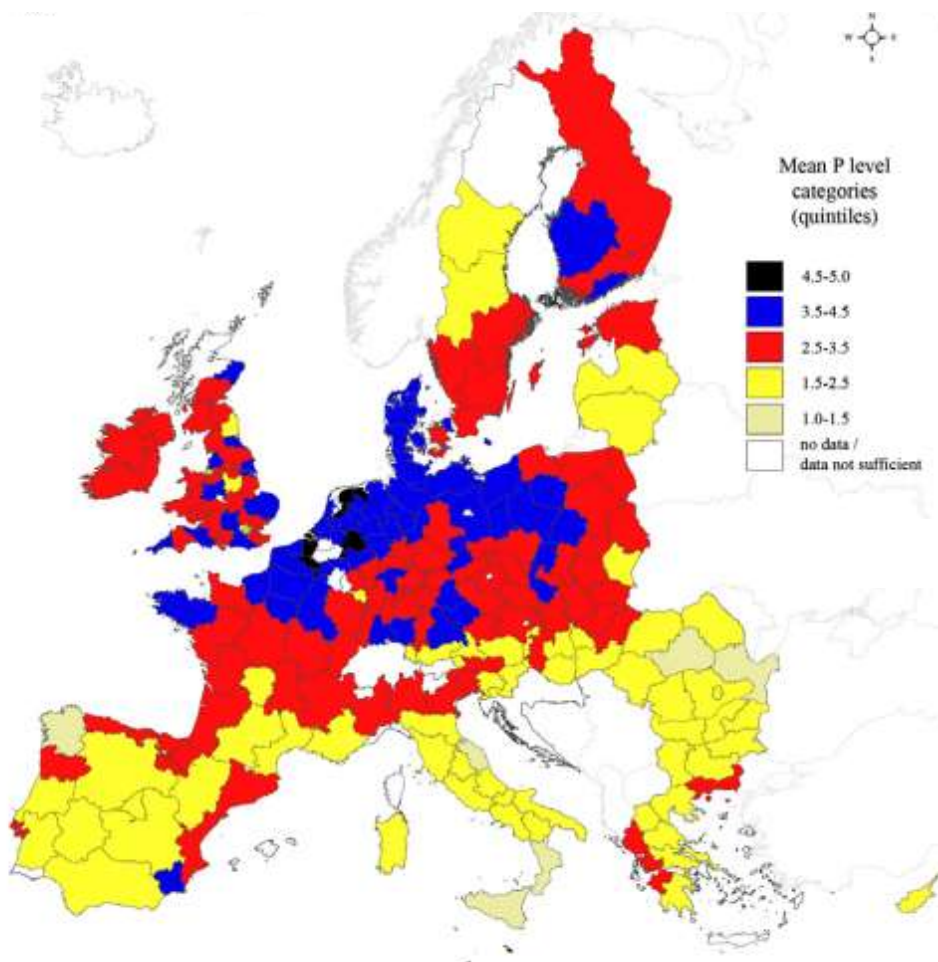 N
W E
S
Mean P level
categories
(quintiles)
4.5-5.0
3.5-4.5
2.5-3.5
1.5-2.5
1.0-1.5
no data /
data not sufficient